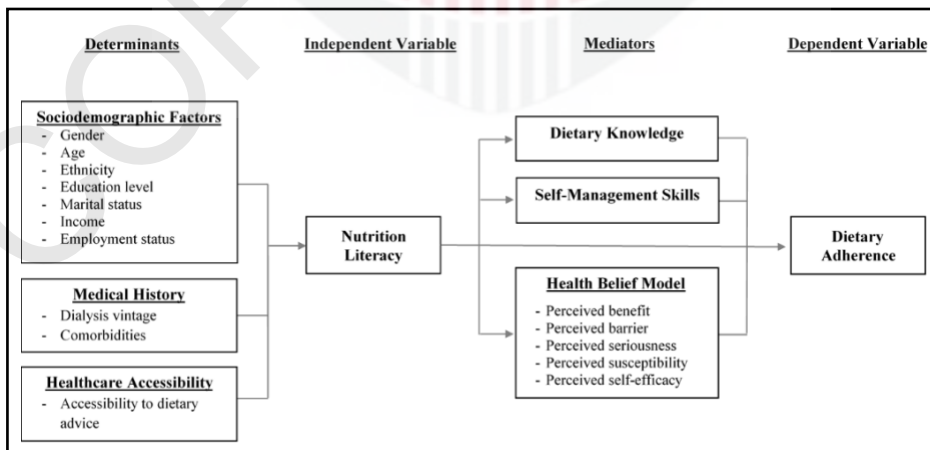 Determinants
Independent Variable
Mediators
Dependent Variable
Sociodemographic Factors
- Gender
- Age
- Ethnicity
- Education level
- Marital status
- Income
- Employment status
Medical History
- Dialysis vintage
- Comorbidities
Healthcare Accessibility
- Accessibility to dietary
advice
Nutrition
Literacy
Dietary Knowledge
Self-Management Skills
Health Belief Model
- Perceived benefit
- Perceived barrier
- Perceived seriousness
- Perceived susceptibility
- Perceived self-efficacy
Dietary
Adherence
COP